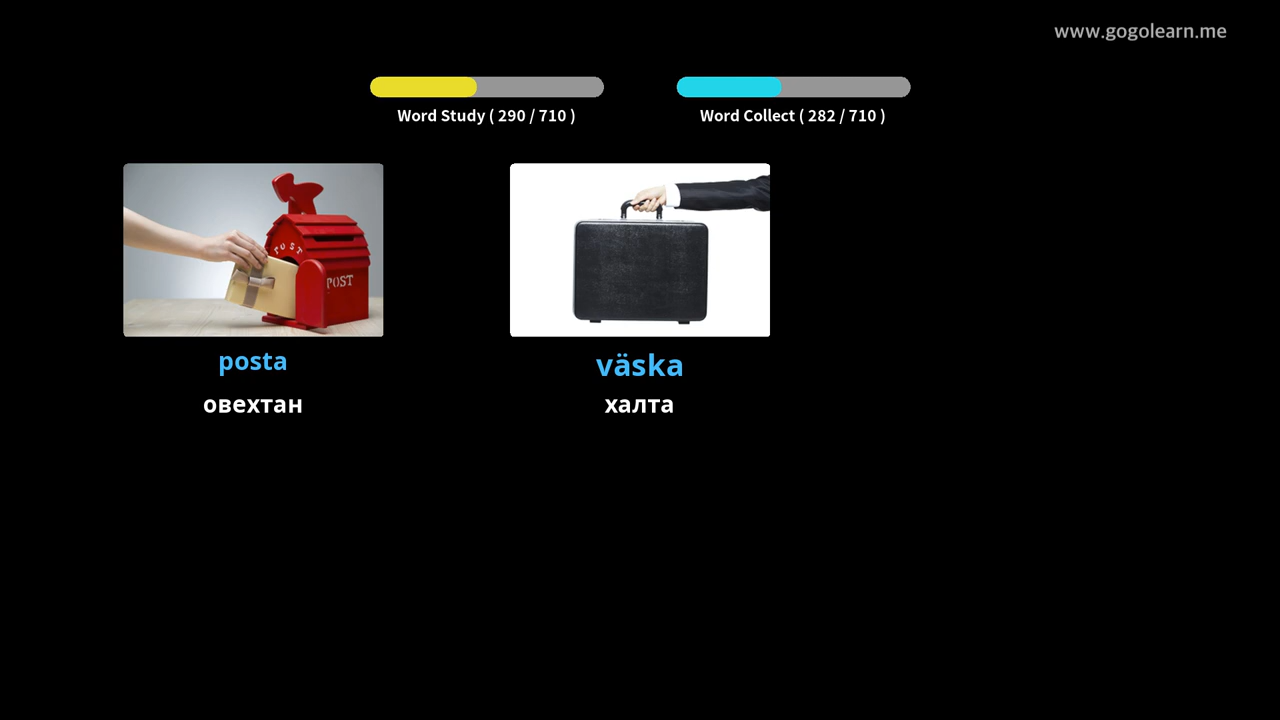 www.gogolearn.me
Word Study ( 290 / 710 )
Word Collect ( 282 / 710 )
POST
POST
posta
väska
овехтан
халта